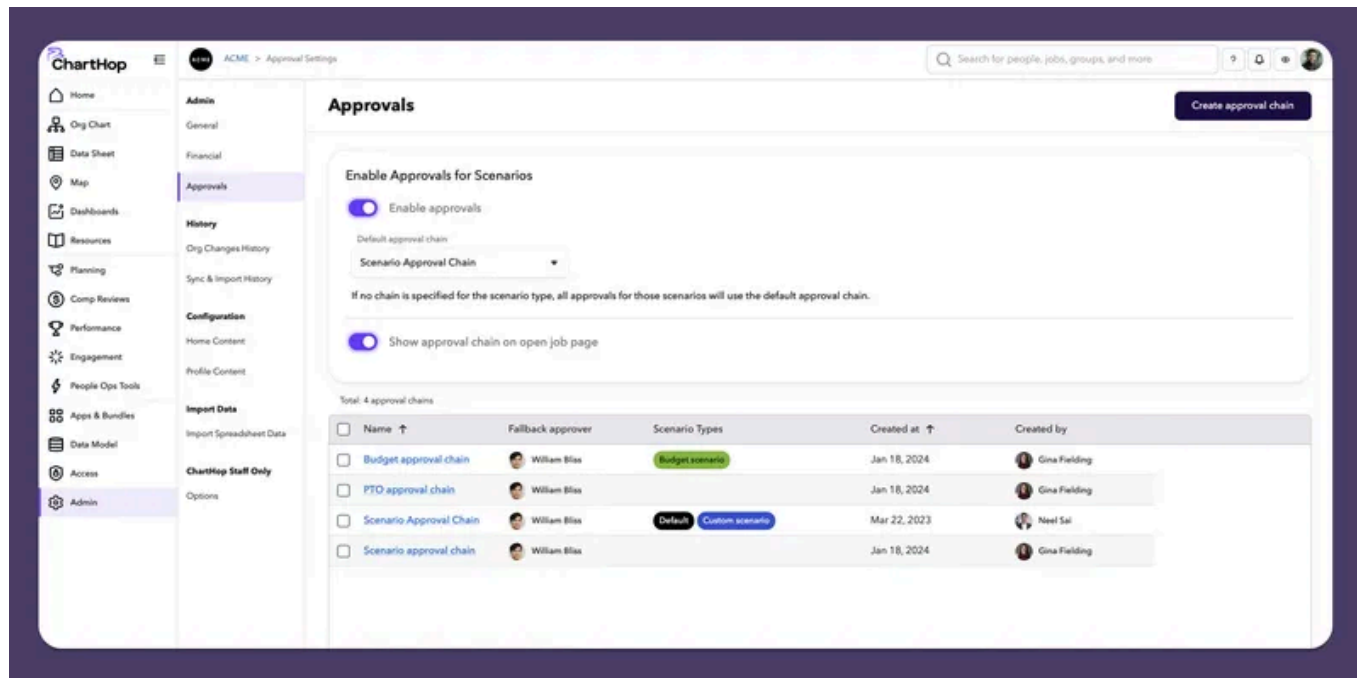 ChartHop
ACME
ACME > Approval Settings
Search for people, jobs, groups, and more
?
Home
Org Chart
Data Sheet
Map
Dashboards
Resources
Planning
Comp Reviews
Performance
Engagement
People Ops Tools
Apps & Bundles
Data Model
Access
Admin
Admin
General
Financial
Approvals
History
Org Changes History
Sync & Import History
Configuration
Home Content
Profile Content
Import Data
Import Spreadsheet Data
ChartHop Staff Only
Options
Approvals
Create approval chain
Enable Approvals for Scenarios
Enable approvals
Default approval chain
Scenario Approval Chain
If no chain is specified for the scenario type, all approvals for those scenarios will use the default approval chain.
Show approval chain on open job page
Total: 4 approval chains
Name ↑ Fallback approver Scenario Types Created at ↑ Created by
Budget approval chain William Bliss Budget scenario Jan 18, 2024 Gina Fielding
PTO approval chain William Bliss Jan 18, 2024 Gina Fielding
Scenario Approval Chain William Bliss Default Custom scenario Mar 22, 2023 Neel Sai
Scenario approval chain William Bliss Jan 18, 2024 Gina Fielding